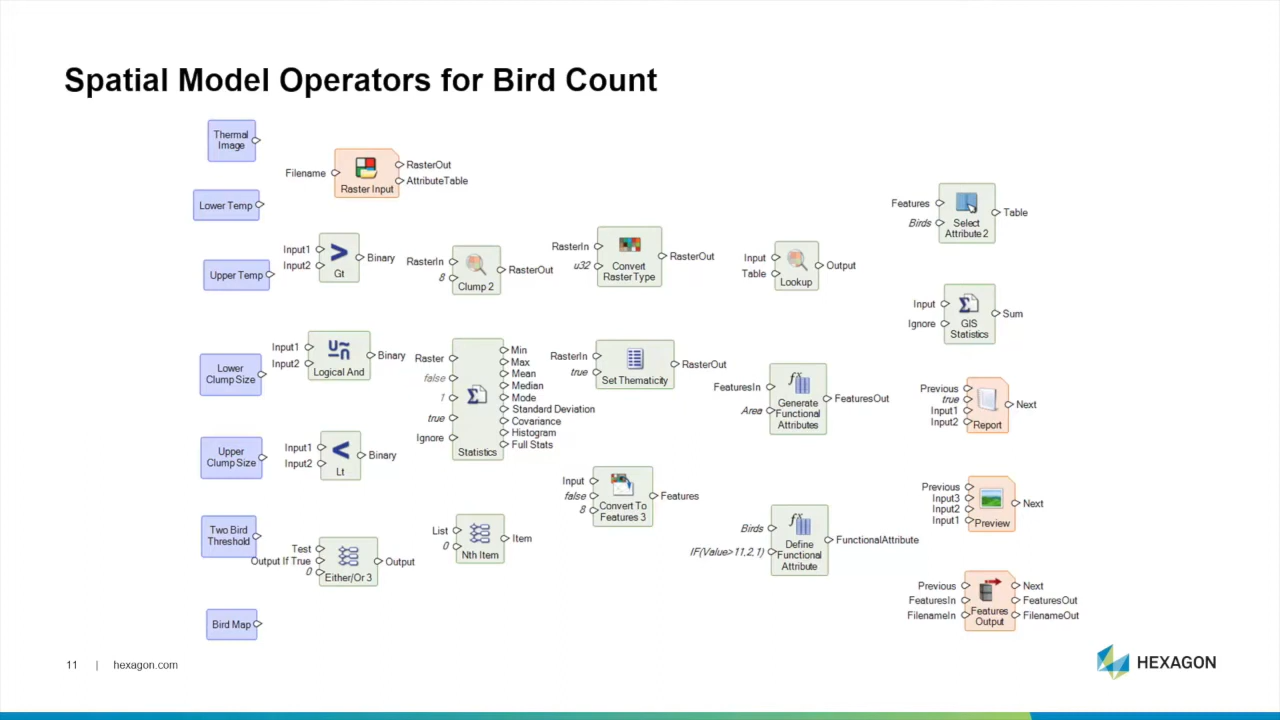 Spatial Model Operators for Bird Count
Thermal
Image
Lower Temp
Upper Temp
Lower
Clump Size
Upper
Clump Size
Two Bird
Threshold
Bird Map
Filename
RasterOut
AttributeTable
Raster Input
Input1
Input2
Binary
Gt
Input1
Input2
Binary
Logical And
Input1
Input2
Binary
Lt
Test
Output If True
0
Output
Either/Or 3
RasterIn
8
RasterOut
Clump 2
Raster
false
1
true
Ignore
Min
Max
Mean
Median
Mode
Standard Deviation
Covariance
Histogram
Full Stats
Statistics
List
0
Item
Nth Item
RasterIn
u32
RasterOut
Convert
Raster Type
RasterIn
true
RasterOut
Set Thematicity
Input
false
8
Features
Convert To
Features 3
Input
Table
Output
Lookup
FeaturesIn
Area
FeaturesOut
Generate
Functional
Attributes
Birds
IF(Value>11,2,1)
FunctionalAttribute
Define
Functional
Attribute
Features
Birds
Table
Select
Attribute 2
Input
Ignore
Sum
GIS
Statistics
Previous
true
Input1
Input2
Next
Report
Previous
Input3
Input2
Input1
Next
Preview
Previous
FeaturesIn
FilenameIn
Next
FeaturesOut
FilenameOut
Features
Output
11 | hexagon.com
HEXAGON